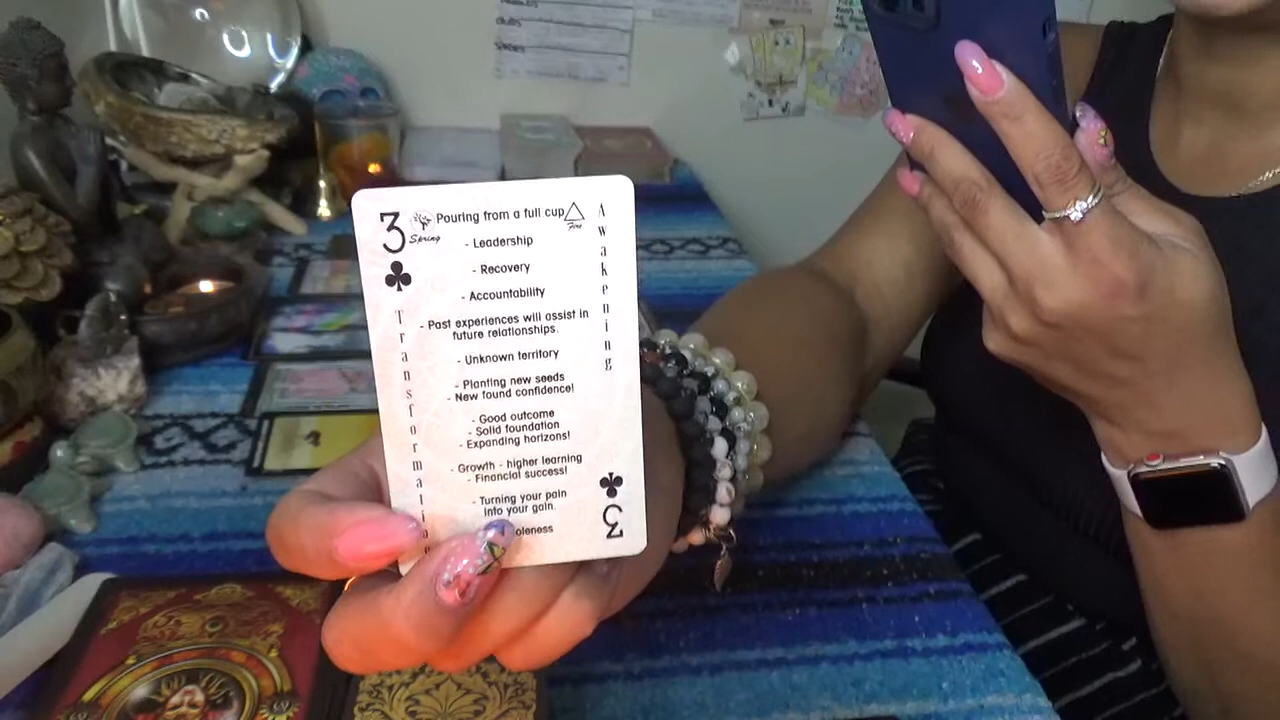 3 Pouring from a full cup
Spring
Fire
- Leadership
- Recovery
- Accountability
- Past experiences will assist in
future relationships.
- Unknown territory
- Planting new seeds
- New found confidence!
- Good outcome
- Solid foundation
- Expanding horizons!
- Growth - higher learning
- Financial success!
- Turning your pain
into your gain.
Awakening
3